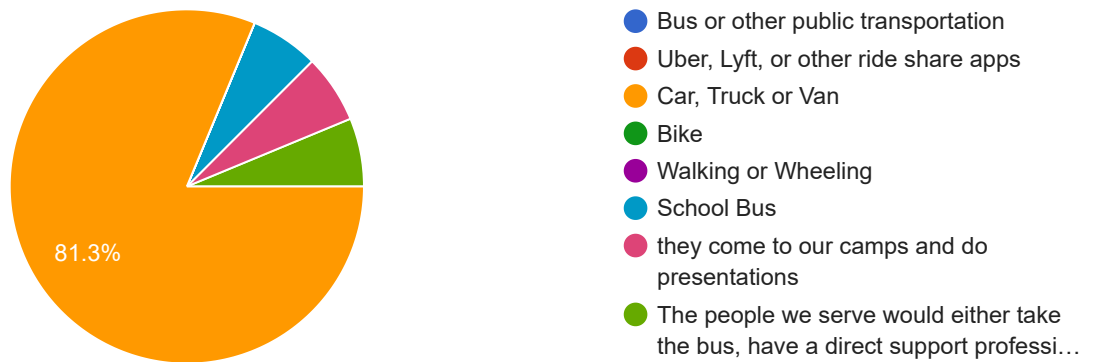 81.3%
Bus or other public transportation
Uber, Lyft, or other ride share apps
Car, Truck or Van
Bike
Walking or Wheeling
School Bus
they come to our camps and do
presentations
The people we serve would either take
the bus, have a direct support professi…